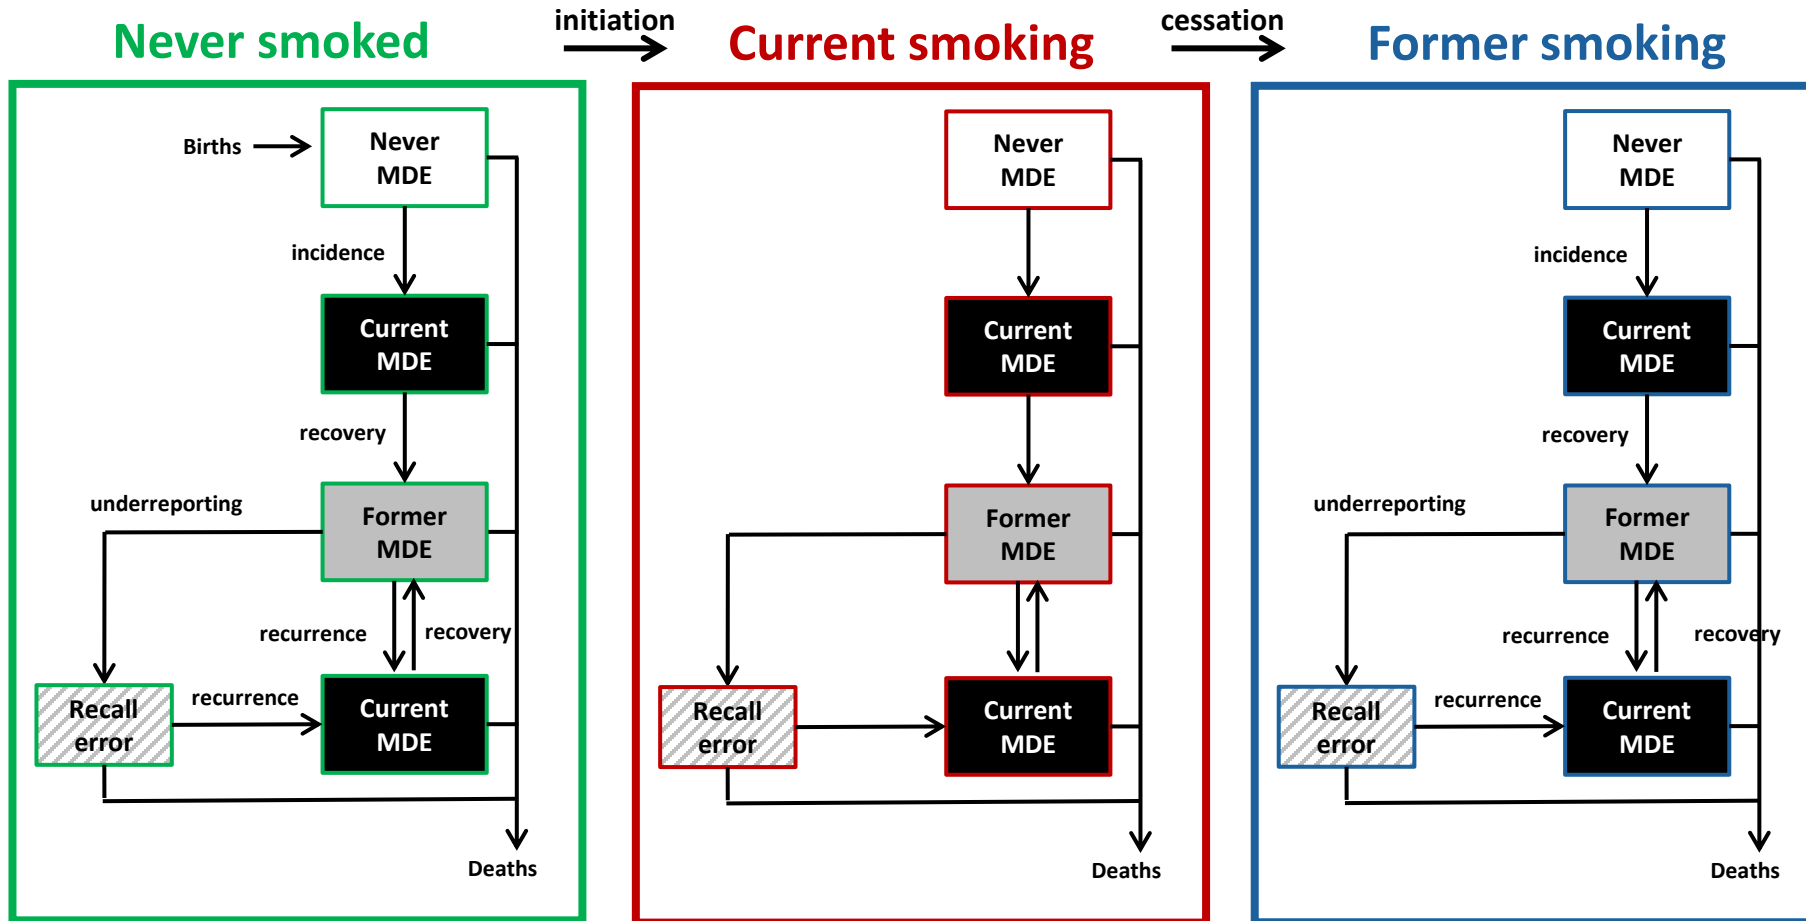 initiation
cessation
Never smoked
Current smoking
Former smoking
Births
Never
MDE
incidence
Current
MDE
recovery
underreporting
Former
MDE
recurrence
recovery
Recall
error
recurrence
Current
MDE
Deaths
Never
MDE
Current
MDE
Former
MDE
Recall
error
Current
MDE
Deaths
Never
MDE
incidence
Current
MDE
recovery
underreporting
Former
MDE
recurrence
recovery
Recall
error
recurrence
Current
MDE
Deaths